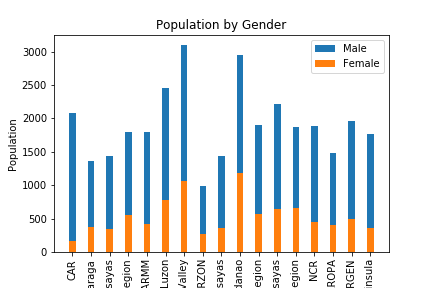 Population by Gender
Male
Female
Population
3000
2500
2000
1500
1000
500
0
CAR
araga
sayas
egion
ARMM
Luzon
Valley
RZON
sayas
danao
egion
sayas
egion
NCR
ROPA
RGEN
insula